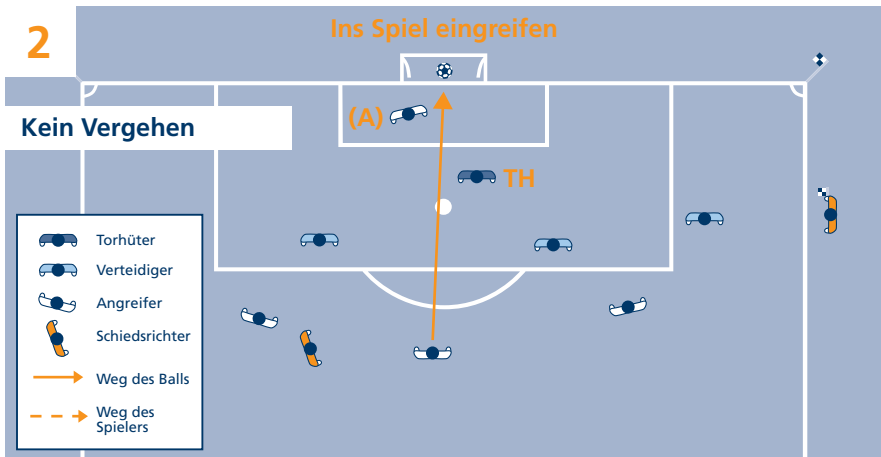 2
Ins Spiel eingreifen
Kein Vergehen
(A)
TH
Torhüter
Verteidiger
Angreifer
Schiedsrichter
Weg des Balls
Weg des
Spielers